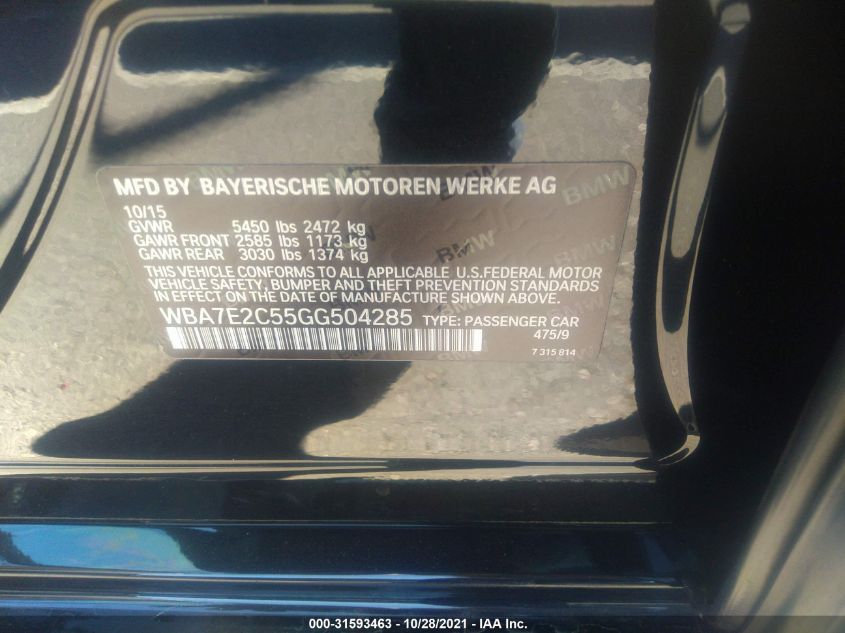 MFD BY BAYERISCHE MOTOREN WERKE AG
10/15
GVWR 5450 lbs 2472 kg
GAWR FRONT 2585 lbs 1173 kg
GAWR REAR 3030 lbs 1374 kg
THIS VEHICLE CONFORMS TO ALL APPLICABLE U.S.FEDERAL MOTOR
VEHICLE SAFETY, BUMPER AND THEFT PREVENTION STANDARDS
IN EFFECT ON THE DATE OF MANUFACTURE SHOWN ABOVE.
WBA7E2C55GG504285 TYPE: PASSENGER CAR
475/9
7 315 814
BMW
BMW
000-31593463 - 10/28/2021 - IAA Inc.